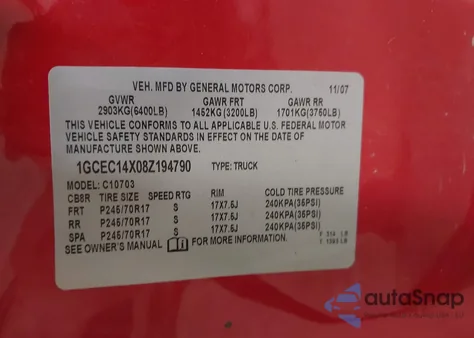 VEH. MFD BY GENERAL MOTORS CORP. 11/07
GVWR GAWR FRT GAWR RR
2903KG(6400LB) 1452KG(3200LB) 1701KG(3750LB)
THIS VEHICLE CONFORMS TO ALL APPLICABLE U.S. FEDERAL MOTOR
VEHICLE SAFETY STANDARDS IN EFFECT ON THE DATE OF
MANUFACTURE SHOWN ABOVE.
1GCEC14X08Z194790 TYPE: TRUCK
MODEL: C10703
CB8R TIRE SIZE SPEED RTG RIM COLD TIRE PRESSURE
FRT P245/70R17 S 17X7.5J 240KPA(35PSI)
RR P245/70R17 S 17X7.5J 240KPA(35PSI)
SPA P245/70R17 S 17X7.5J 240KPA(35PSI)
SEE OWNER'S MANUAL FOR MORE INFORMATION.
autoSnap